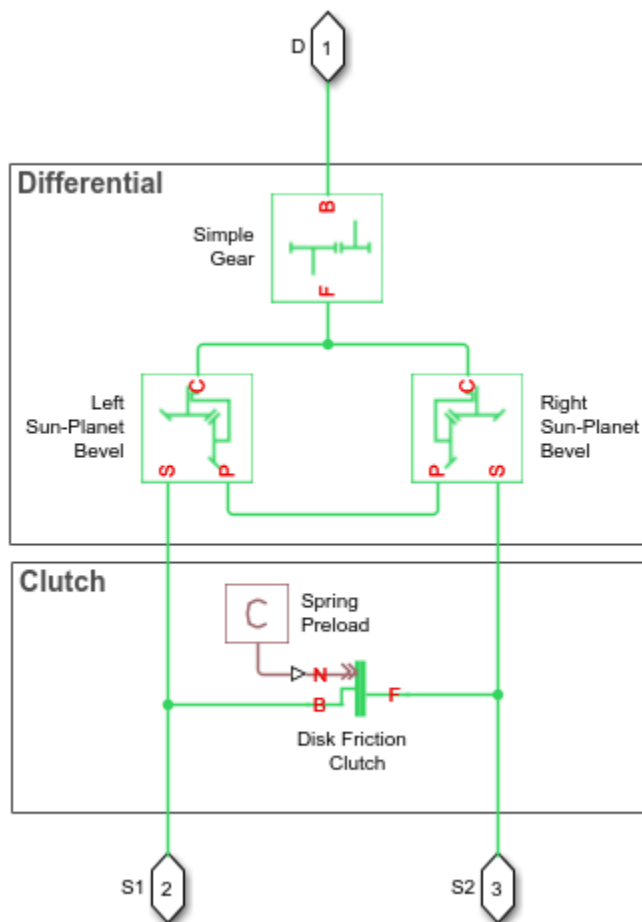 D
1
Differential
B
Simple
Gear
F
C
C
Left
Sun-Planet
Bevel
Right
Sun-Planet
Bevel
S
P
P
S
Clutch
C
Spring
Preload
N
B
F
Disk Friction
Clutch
S1
2
S2
3